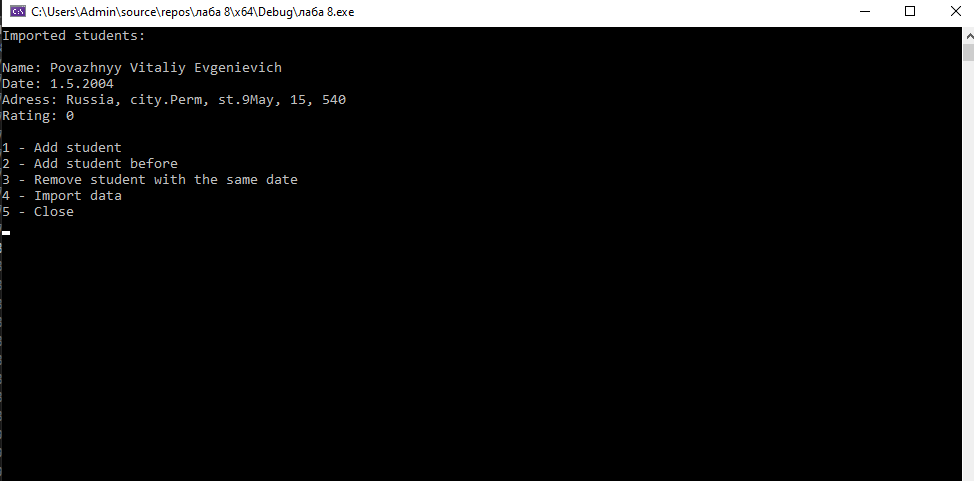 C:\Users\Admin\source\repos\лаба 8\x64\Debug\лаба 8.exe
Imported students:
Name: Povazhnyy Vitaliy Evgenievich
Date: 1.5.2004
Adress: Russia, city.Perm, st.9May, 15, 540
Rating: 0
1 - Add student
2 - Add student before
3 - Remove student with the same date
4 - Import data
5 - Close